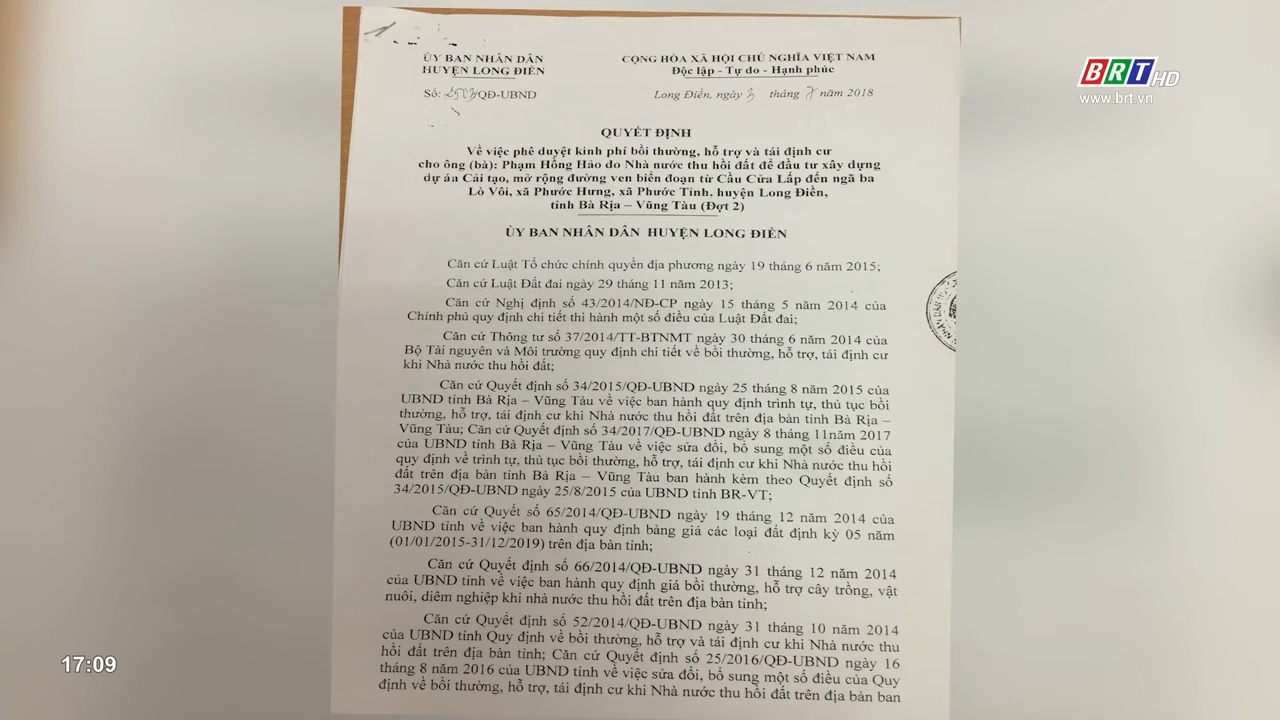 ỦY BAN NHÂN DÂN
HUYỆN LONG ĐIỀN
Số: /QĐ-UBND
CỘNG HÒA XÃ HỘI CHỦ NGHĨA VIỆT NAM
Độc lập - Tự do - Hạnh phúc
Long Điền, ngày 3 tháng 7 năm 2018
BRT HD
www.brt.vn
QUYẾT ĐỊNH
Về việc phê duyệt kinh phí bồi thường, hỗ trợ và tái định cư
cho ông (bà): Phạm Hồng Hảo do Nhà nước thu hồi đất để đầu tư xây dựng
dự án Cải tạo, mở rộng đường ven biển đoạn từ Cầu Cửa Lấp đến ngã ba
Lò Vôi, xã Phước Hưng, xã Phước Tỉnh, huyện Long Điền,
tỉnh Bà Rịa – Vũng Tàu (Đợt 2)
ỦY BAN NHÂN DÂN HUYỆN LONG ĐIỀN
Căn cứ Luật Tổ chức chính quyền địa phương ngày 19 tháng 6 năm 2015;
Căn cứ Luật Đất đai ngày 29 tháng 11 năm 2013;
Căn cứ Nghị định số 43/2014/NĐ-CP ngày 15 tháng 5 năm 2014 của
Chính phủ quy định chi tiết thi hành một số điều của Luật Đất đai;
Căn cứ Thông tư số 37/2014/TT-BTNMT ngày 30 tháng 6 năm 2014 của
Bộ Tài nguyên và Môi trường quy định chi tiết về bồi thường, hỗ trợ, tái định cư
khi Nhà nước thu hồi đất;
Căn cứ Quyết định số 34/2015/QĐ-UBND ngày 25 tháng 8 năm 2015 của
UBND tỉnh Bà Rịa – Vũng Tàu về việc ban hành quy định trình tự, thủ tục bồi
thường, hỗ trợ, tái định cư khi Nhà nước thu hồi đất trên địa bàn tỉnh Bà Rịa –
Vũng Tàu; Căn cứ Quyết định số 34/2017/QĐ-UBND ngày 8 tháng 11năm 2017
của UBND tỉnh Bà Rịa – Vũng Tàu về việc sửa đổi, bổ sung một số điều của
quy định về trình tự, thủ tục bồi thường, hỗ trợ, tái định cư khi Nhà nước thu hồi
đất trên địa bàn tỉnh Bà Rịa – Vũng Tàu ban hành kèm theo Quyết định số
34/2015/QĐ-UBND ngày 25/8/2015 của UBND tỉnh BR-VT;
Căn cứ Quyết số 65/2014/QĐ-UBND ngày 19 tháng 12 năm 2014 của
UBND tỉnh về việc ban hành quy định bảng giá các loại đất định kỳ 05 năm
(01/01/2015-31/12/2019) trên địa bàn tỉnh;
Căn cứ Quyết định số 66/2014/QĐ-UBND ngày 31 tháng 12 năm 2014
của UBND tỉnh về việc ban hành quy định giá bồi thường, hỗ trợ cây trồng, vật
nuôi, diêm nghiệp khi nhà nước thu hồi đất trên địa bàn tỉnh;
Căn cứ Quyết định số 52/2014/QĐ-UBND ngày 31 tháng 10 năm 2014
của UBND tỉnh Quy định về bồi thường, hỗ trợ và tái định cư khi Nhà nước thu
hồi đất trên địa bàn tỉnh; Căn cứ Quyết định số 25/2016/QĐ-UBND ngày 16
tháng 8 năm 2016 của UBND tỉnh về việc sửa đổi, bổ sung một số điều của Quy
định về bồi thường, hỗ trợ, tái định cư khi Nhà nước thu hồi đất trên địa bàn ban
17:09